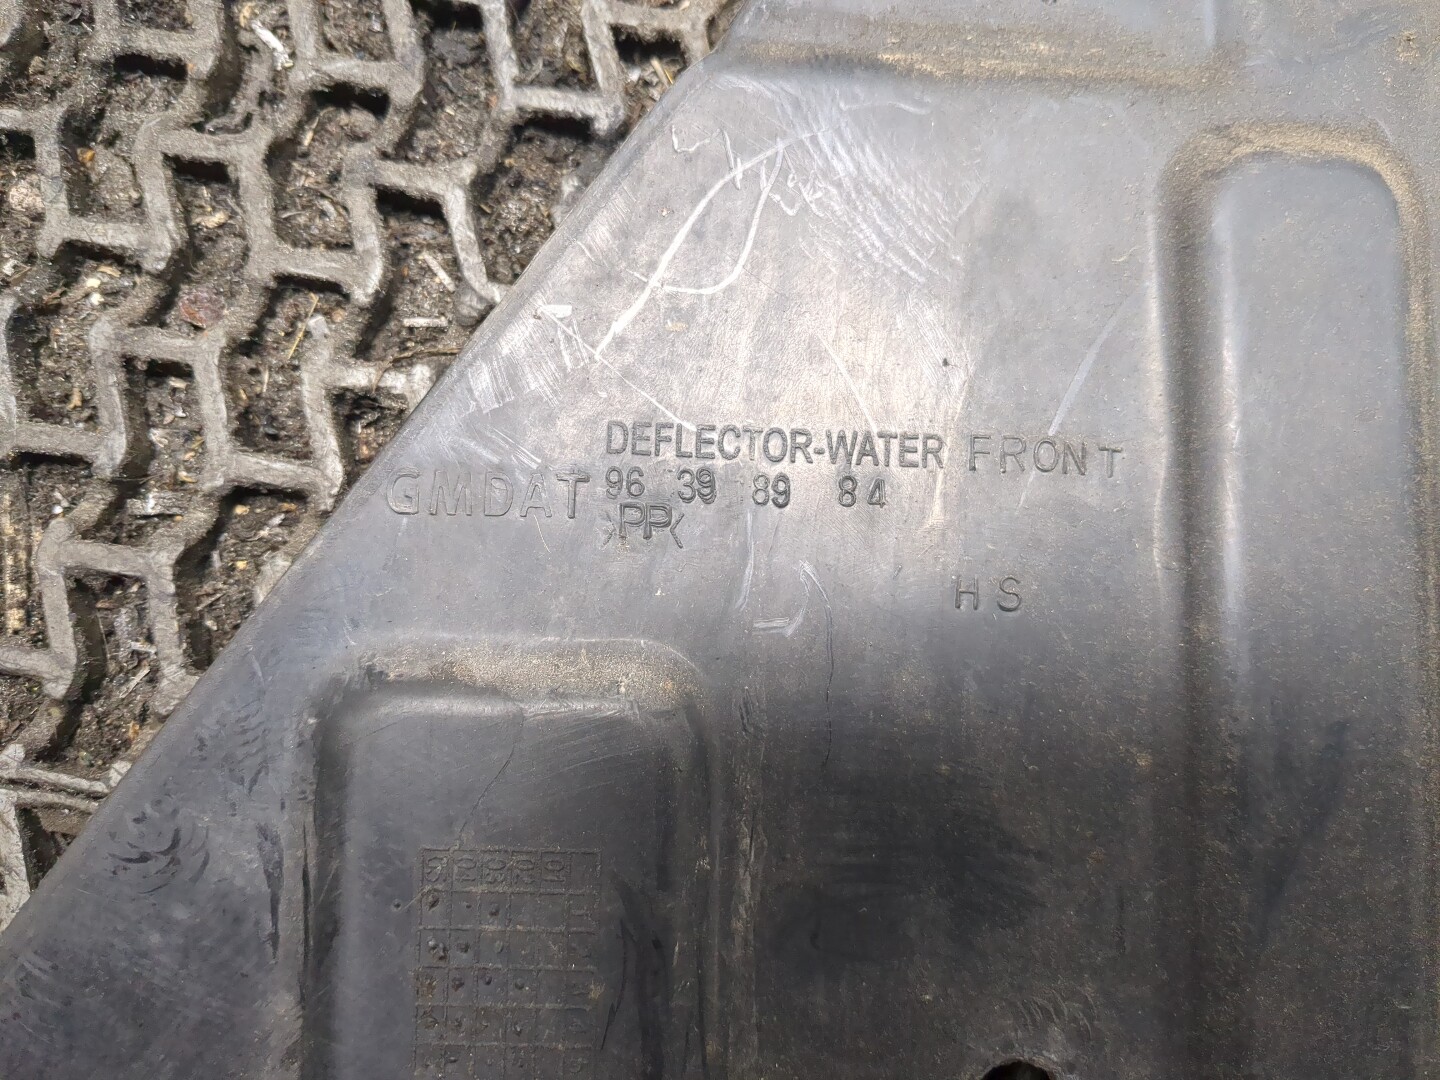 DEFLECTOR-WATER FRONT
GMDAT 96 39 89 84
>PP<
HS